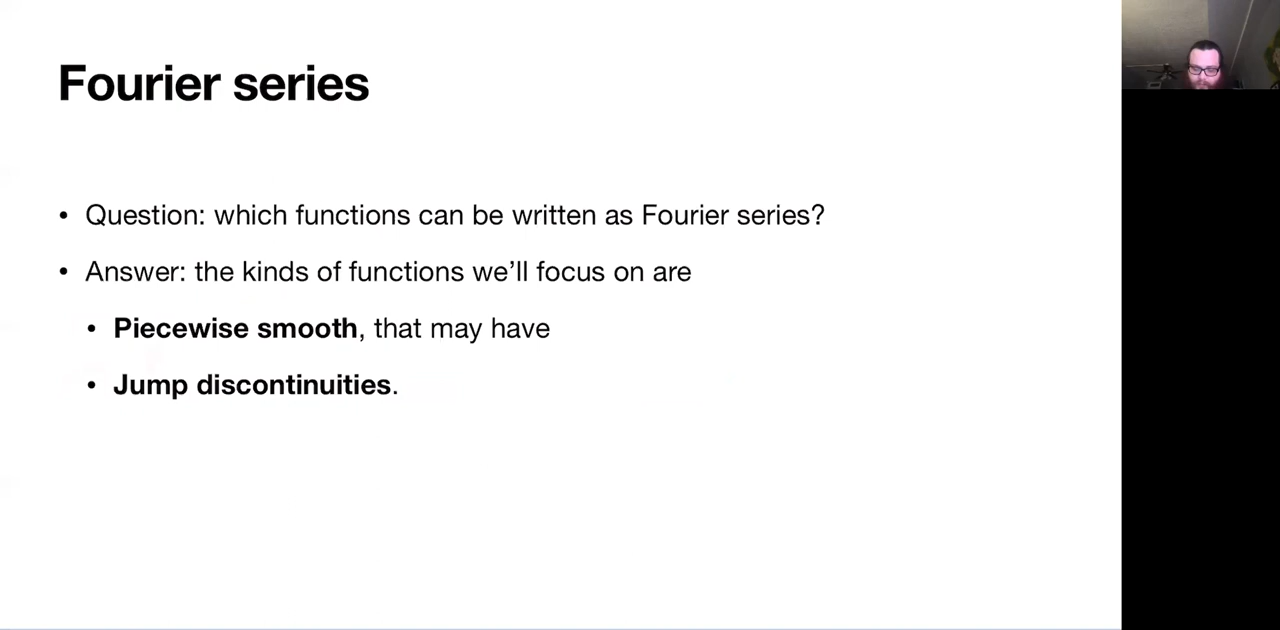 Fourier series
• Question: which functions can be written as Fourier series?
• Answer: the kinds of functions we’ll focus on are
• Piecewise smooth, that may have
• Jump discontinuities.